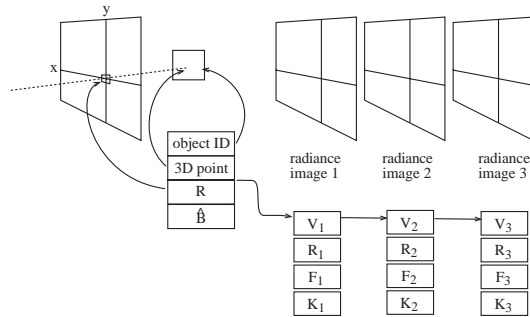 y
x
object ID
3D point
R
B̂
radiance image 1
radiance image 2
radiance image 3
V₁
R₁
F₁
K₁
V₂
R₂
F₂
K₂
V₃
R₃
F₃
K₃